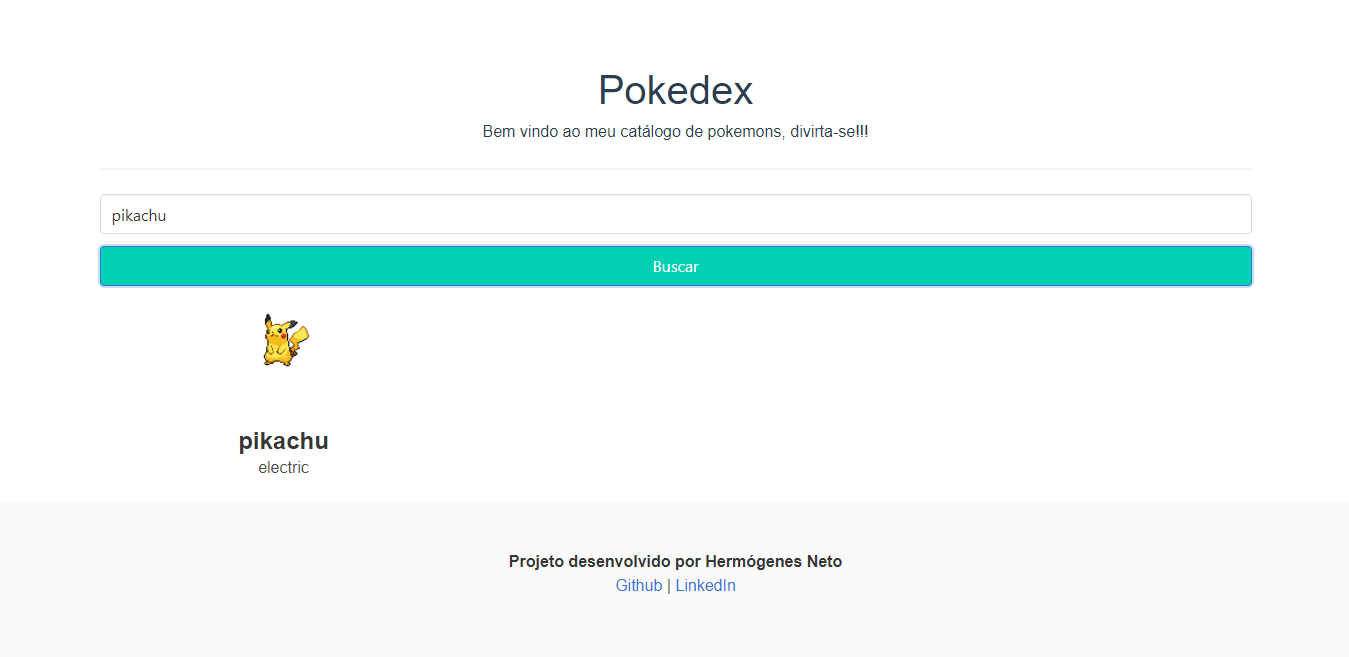 Pokedex
Bem vindo ao meu catálogo de pokemons, divirta-se!!!
pikachu
Buscar
pikachu
electric
Projeto desenvolvido por Hermógenes Neto
Github | LinkedIn